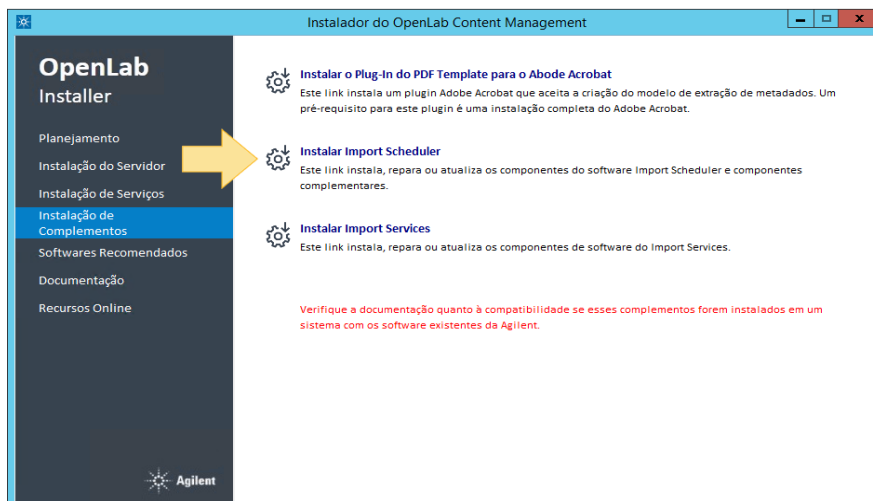 Instalador do OpenLab Content Management
OpenLab
Installer
Planejamento
Instalação do Servidor
Instalação de Serviços
Instalação de
Complementos
Softwares Recomendados
Documentação
Recursos Online
Agilent
Instalar o Plug-In do PDF Template para o Abode Acrobat
Este link instala um plugin Adobe Acrobat que aceita a criação do modelo de extração de metadados. Um
pré-requisito para este plugin é uma instalação completa do Adobe Acrobat.
Instalar Import Scheduler
Este link instala, repara ou atualiza os componentes do software Import Scheduler e componentes
complementares.
Instalar Import Services
Este link instala, repara ou atualiza os componentes de software do Import Services.
Verifique a documentação quanto à compatibilidade se esses complementos forem instalados em um
sistema com os software existentes da Agilent.